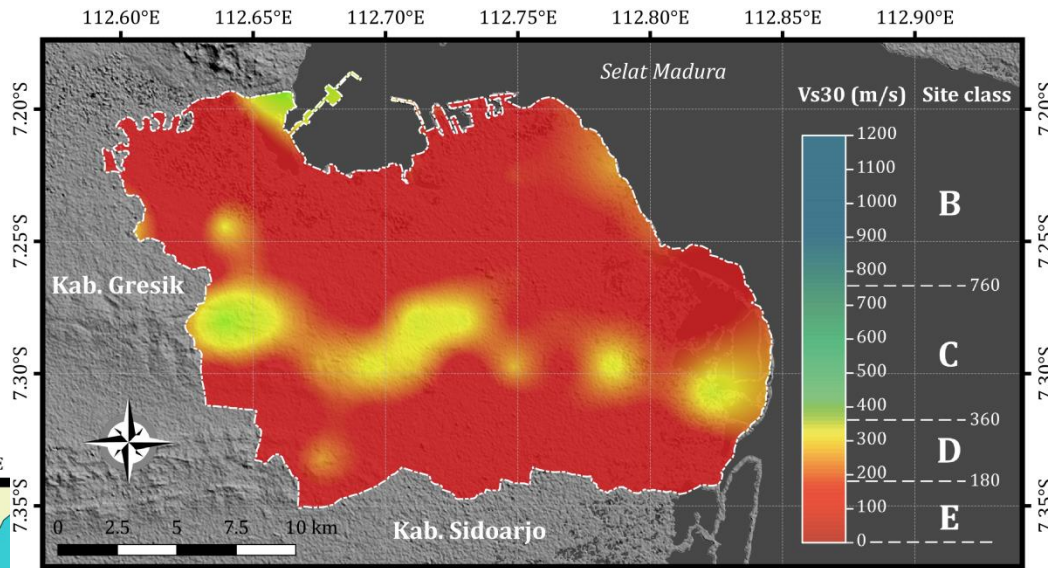 112.60°E 112.65°E 112.70°E 112.75°E 112.80°E 112.85°E 112.90°E
Selat Madura
Vs30 (m/s) Site class
7.20°S 7.20°S
1200
1100
1000
B
900
7.25°S 7.25°S
800
Kab. Gresik
760
700
600
C
7.30°S 7.30°S
500
400
360
300
D
200
180
7.35°S 7.35°S
100
E
0
0 2.5 5 7.5 10 km
Kab. Sidoarjo